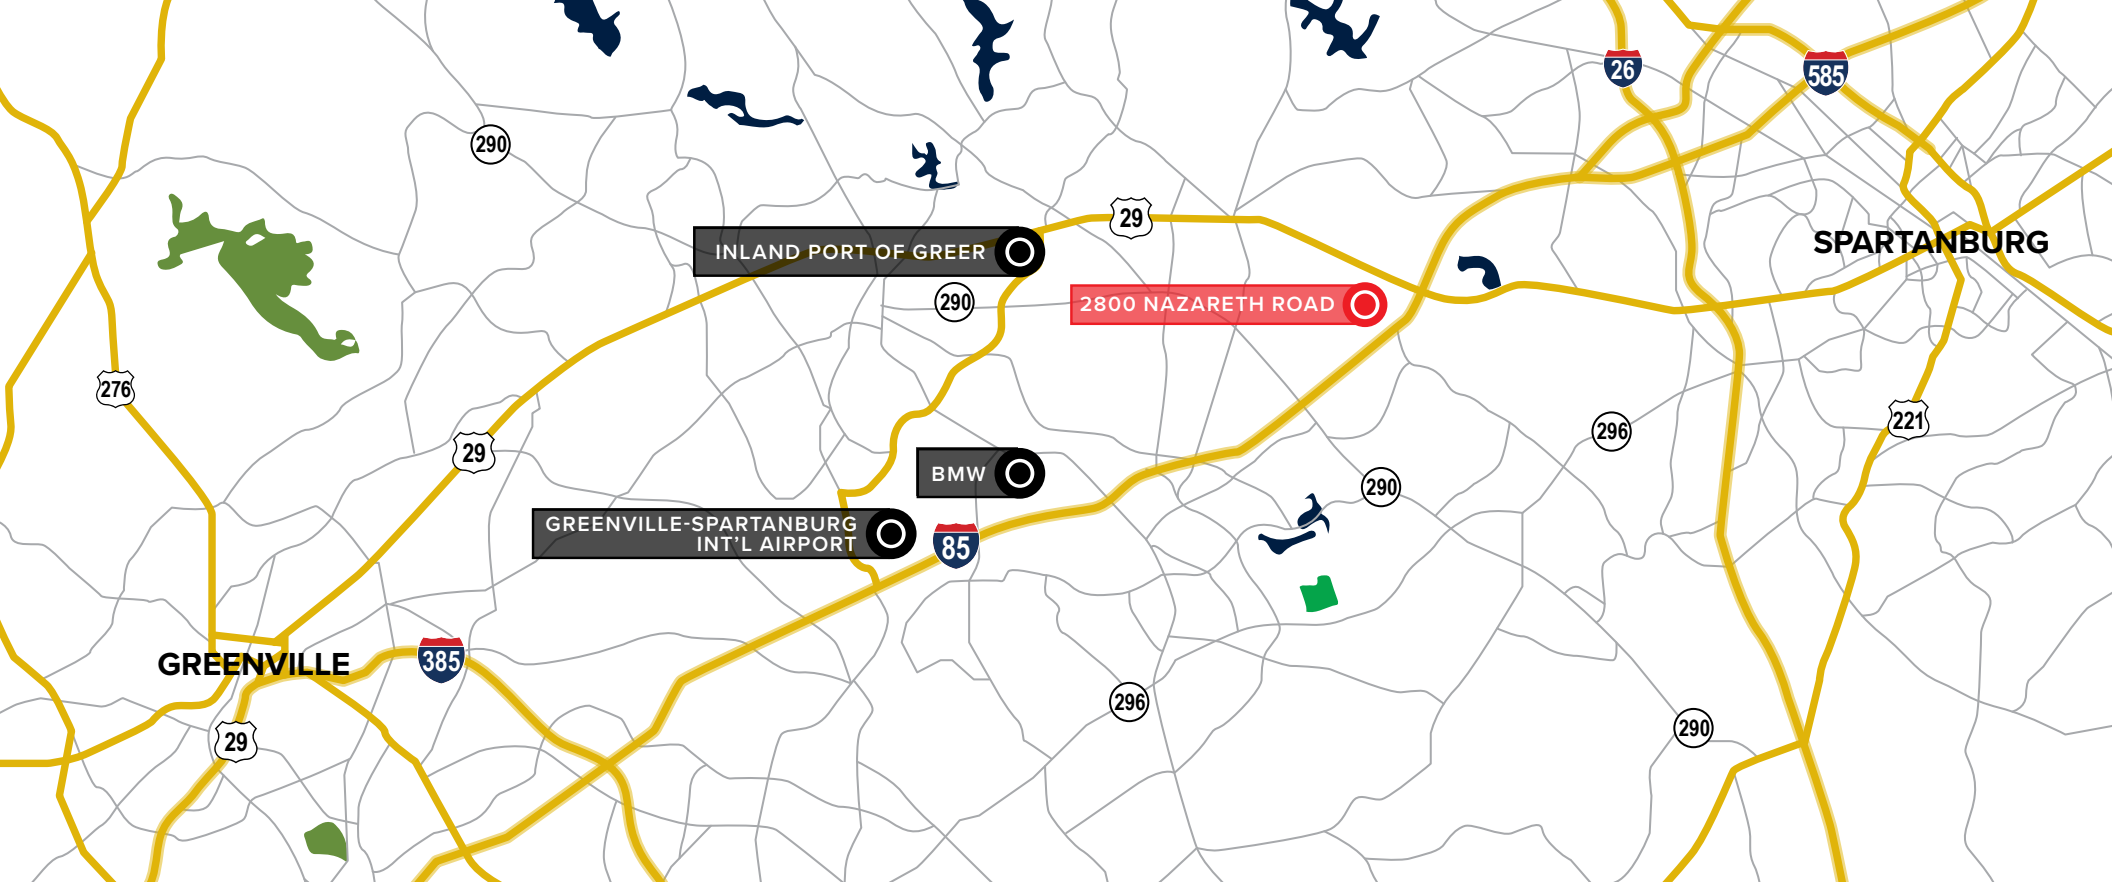 26
585
290
29
INLAND PORT OF GREER
SPARTANBURG
290
2800 NAZARETH ROAD
276
221
296
29
BMW
290
GREENVILLE-SPARTANBURG
INT'L AIRPORT
85
GREENVILLE
385
296
290
29